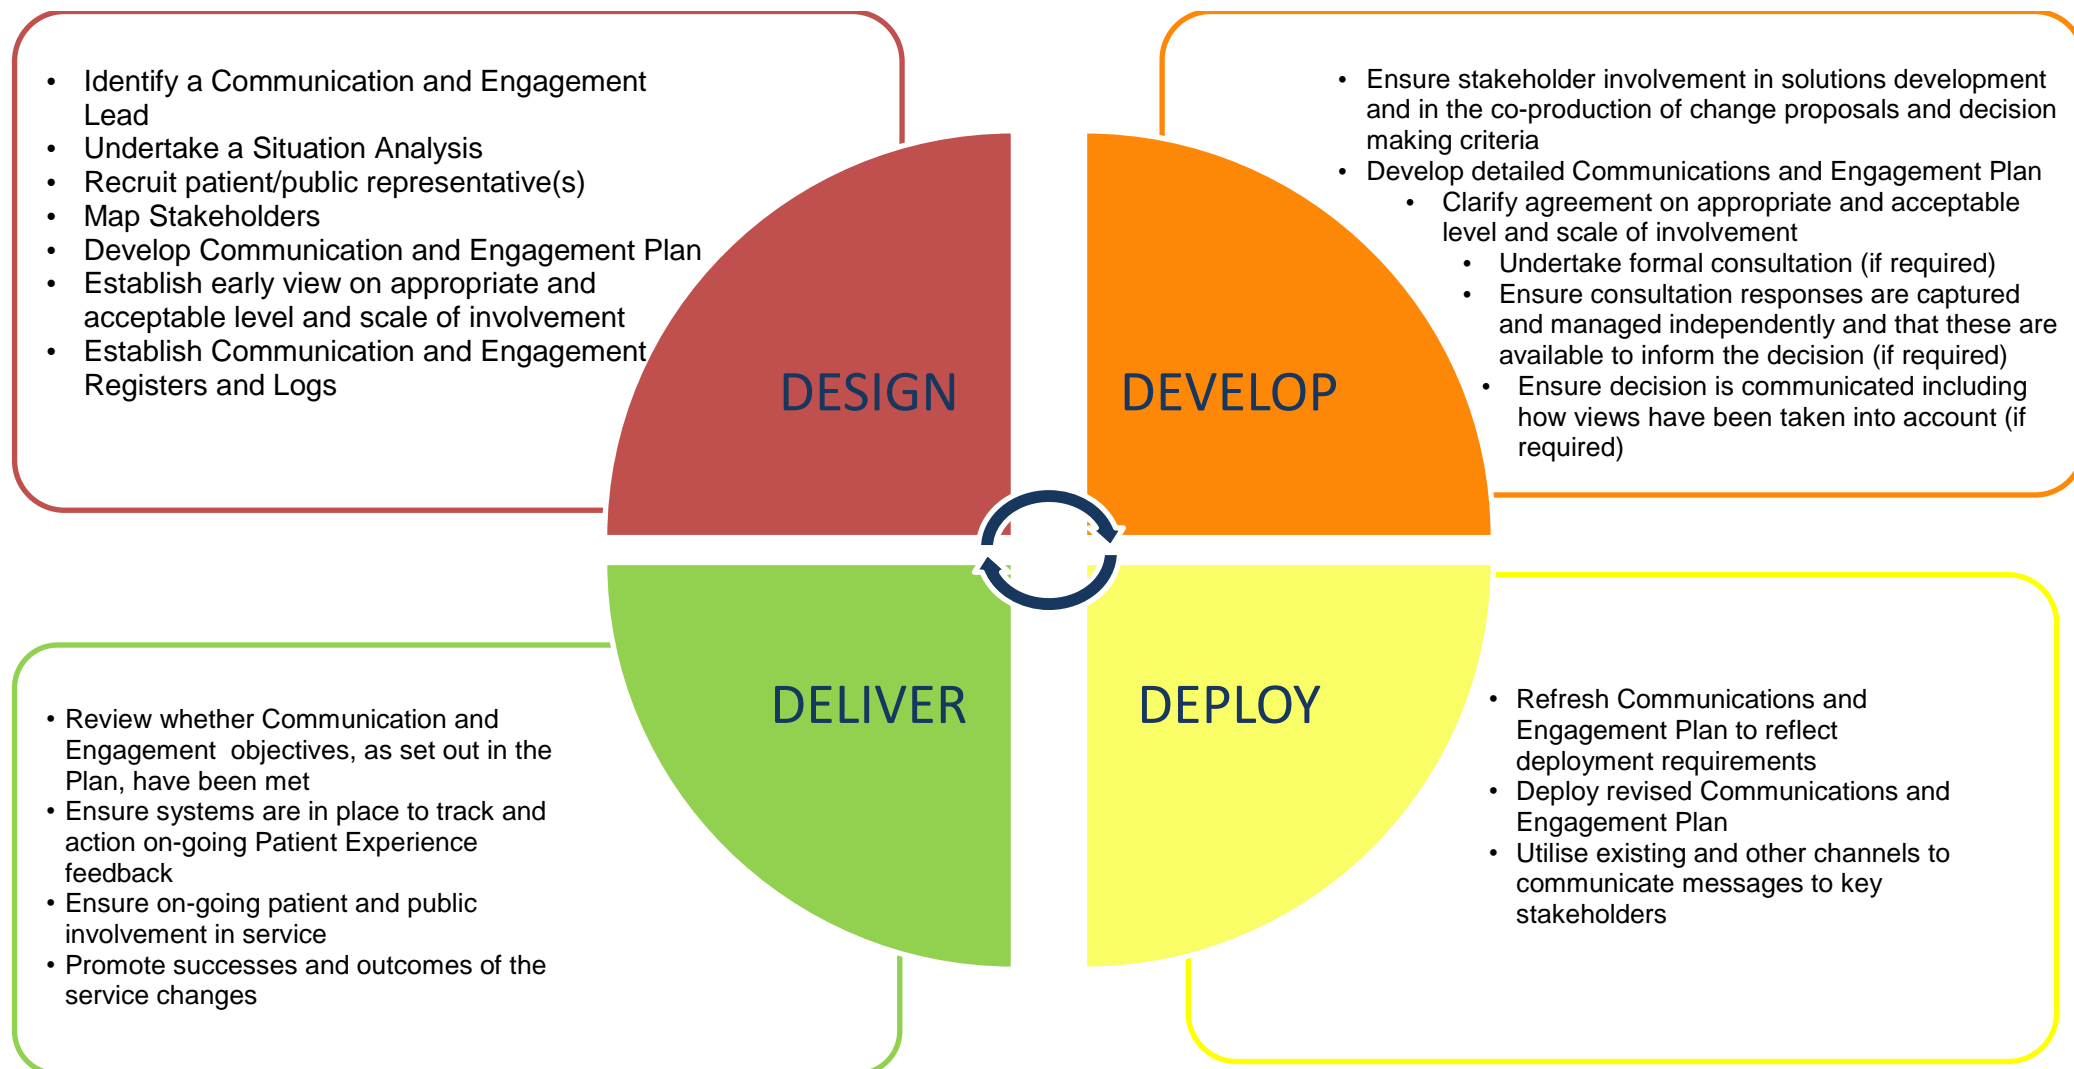 • Identify a Communication and Engagement
Lead
• Undertake a Situation Analysis
• Recruit patient/public representative(s)
• Map Stakeholders
• Develop Communication and Engagement Plan
• Establish early view on appropriate and
acceptable level and scale of involvement
• Establish Communication and Engagement
Registers and Logs
• Ensure stakeholder involvement in solutions development
and in the co-production of change proposals and decision
making criteria
• Develop detailed Communications and Engagement Plan
• Clarify agreement on appropriate and acceptable
level and scale of involvement
• Undertake formal consultation (if required)
• Ensure consultation responses are captured
and managed independently and that these are
available to inform the decision (if required)
• Ensure decision is communicated including
how views have been taken into account (if
required)
DESIGN
DEVELOP
DELIVER
DEPLOY
• Review whether Communication and
Engagement  objectives, as set out in the
Plan, have been met
• Ensure systems are in place to track and
action on-going Patient Experience
feedback
• Ensure on-going patient and public
involvement in service
• Promote successes and outcomes of the
service changes
• Refresh Communications and
Engagement Plan to reflect
deployment requirements
• Deploy revised Communications and
Engagement Plan
• Utilise existing and other channels to
communicate messages to key
stakeholders